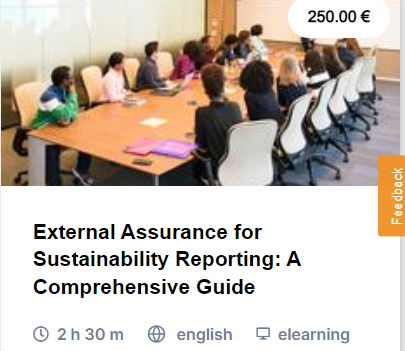 250.00 €
Feedback
External Assurance for
Sustainability Reporting: A
Comprehensive Guide
2 h 30 m english elearning